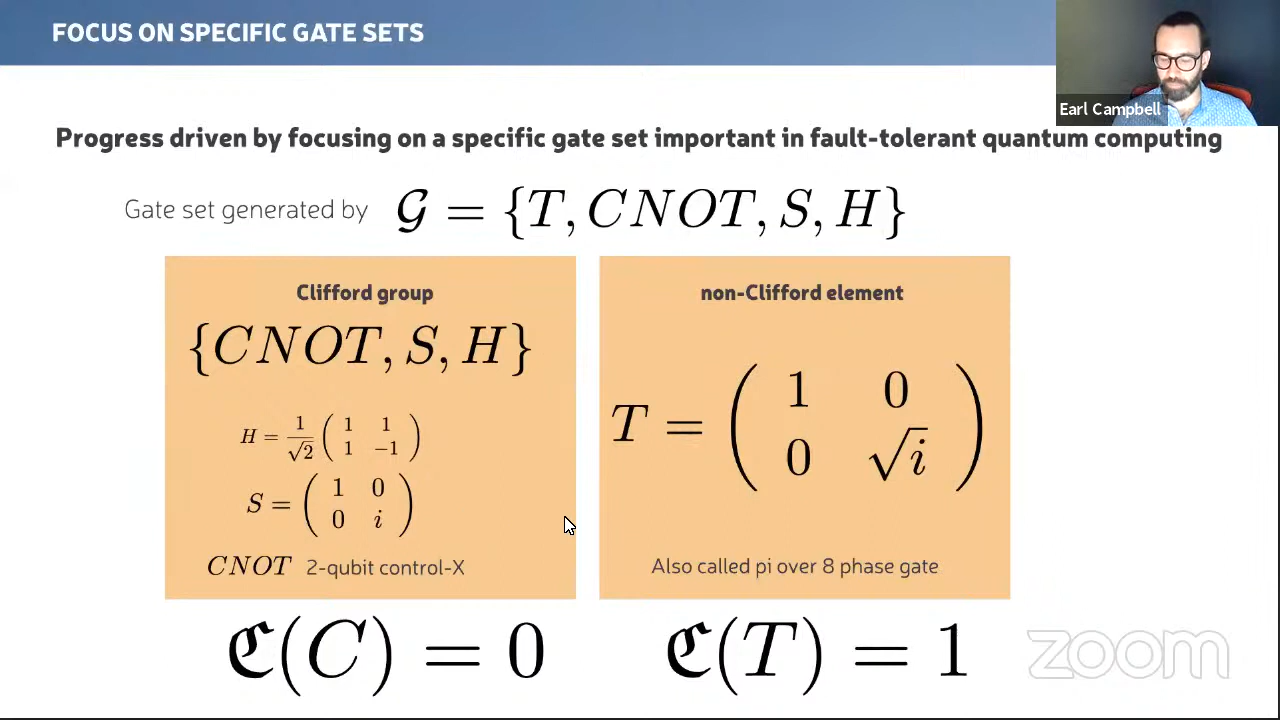 FOCUS ON SPECIFIC GATE SETS
Earl Campbell
Progress driven by focusing on a specific gate set important in fault-tolerant quantum computing
Gate set generated by 𝒢 = {T, CNOT, S, H}
Clifford group
{CNOT, S, H}
H = 1/√2 ( 1 1
1 −1 )
S = ( 1 0
0 i )
CNOT 2-qubit control-X
non-Clifford element
T = ( 1 0
0 √i )
Also called pi over 8 phase gate
ℭ(C) = 0
ℭ(T) = 1
zoom